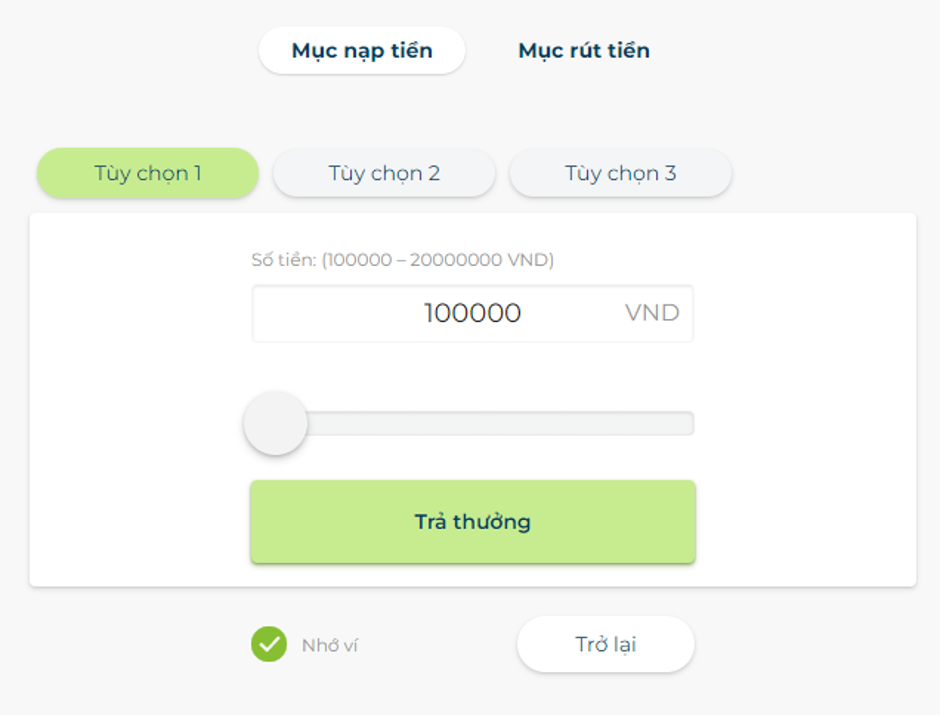 Mục nạp tiền Mục rút tiền
Tùy chọn 1 Tùy chọn 2 Tùy chọn 3
Số tiền: (100000 – 20000000 VND)
100000 VND
Trả thưởng
Nhớ ví Trở lại